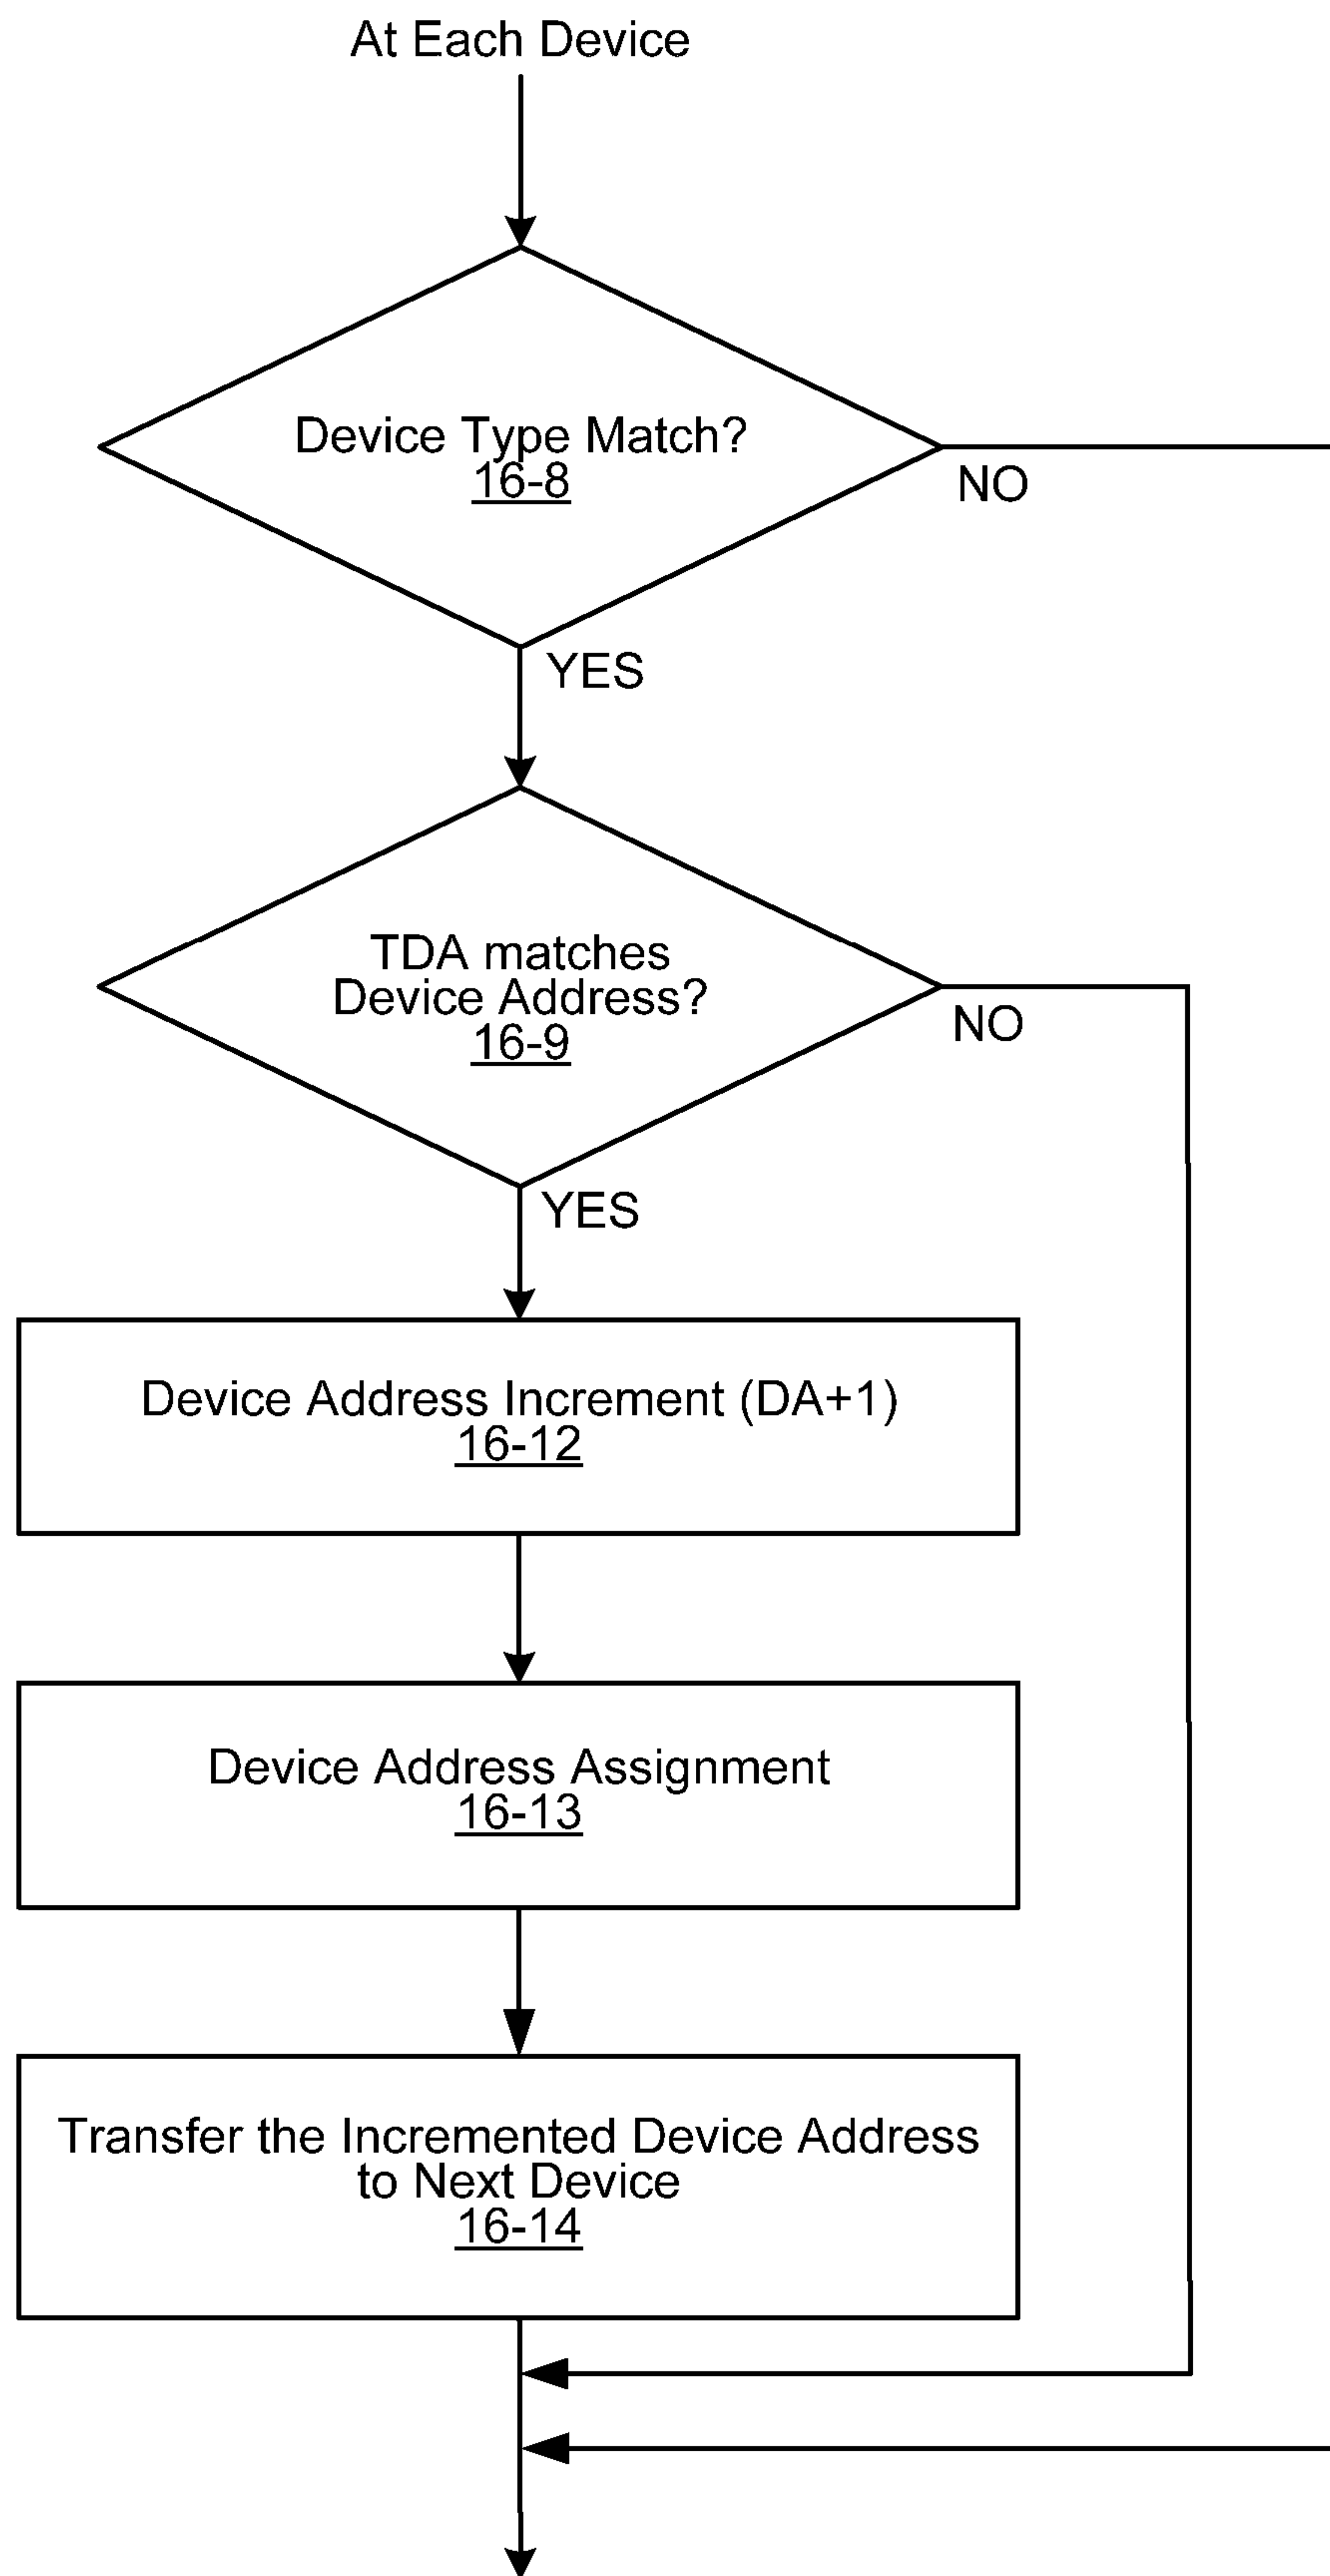 At Each Device
Device Type Match?
16-8
NO
YES
TDA matches
Device Address?
16-9
NO
YES
Device Address Increment (DA+1)
16-12
Device Address Assignment
16-13
Transfer the Incremented Device Address
to Next Device
16-14